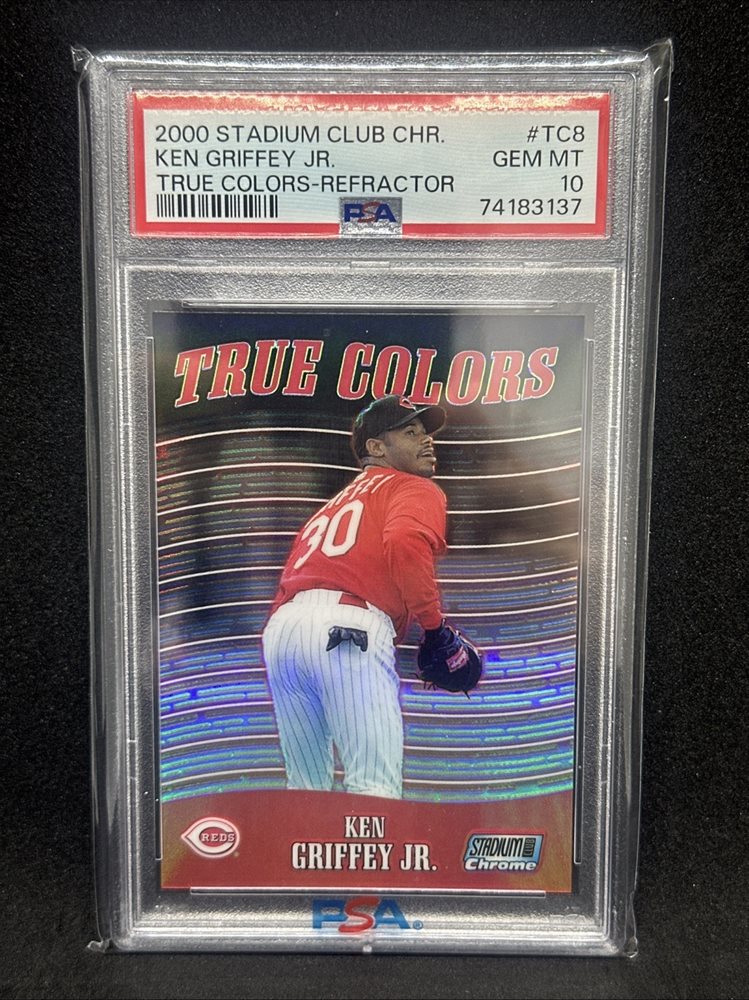 2000 STADIUM CLUB CHR. #TC8
KEN GRIFFEY JR. GEM MT
TRUE COLORS-REFRACTOR 10
PSA 74183137
TRUE COLORS
30
REDS
KEN
GRIFFEY JR.
STADIUM CLUB
Chrome
PSA®